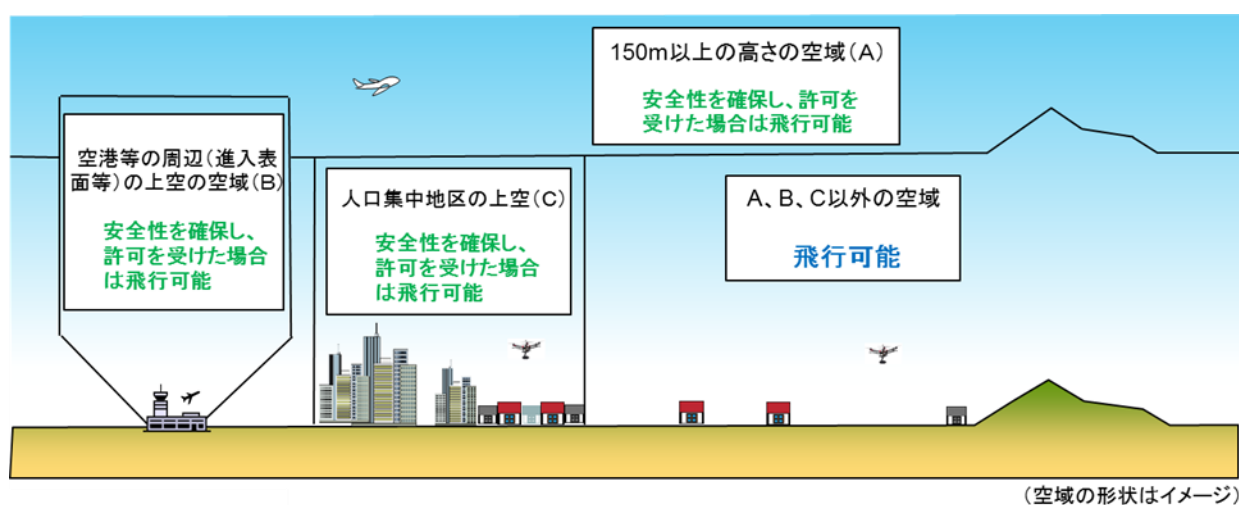 150m以上の高さの空域(A)
安全性を確保し、許可を
受けた場合は飛行可能
空港等の周辺(進入表
面等)の上空の空域(B)
安全性を確保し、
許可を受けた場合
は飛行可能
人口集中地区の上空(C)
安全性を確保し、
許可を受けた場合
は飛行可能
A、B、C以外の空域
飛行可能
(空域の形状はイメージ)